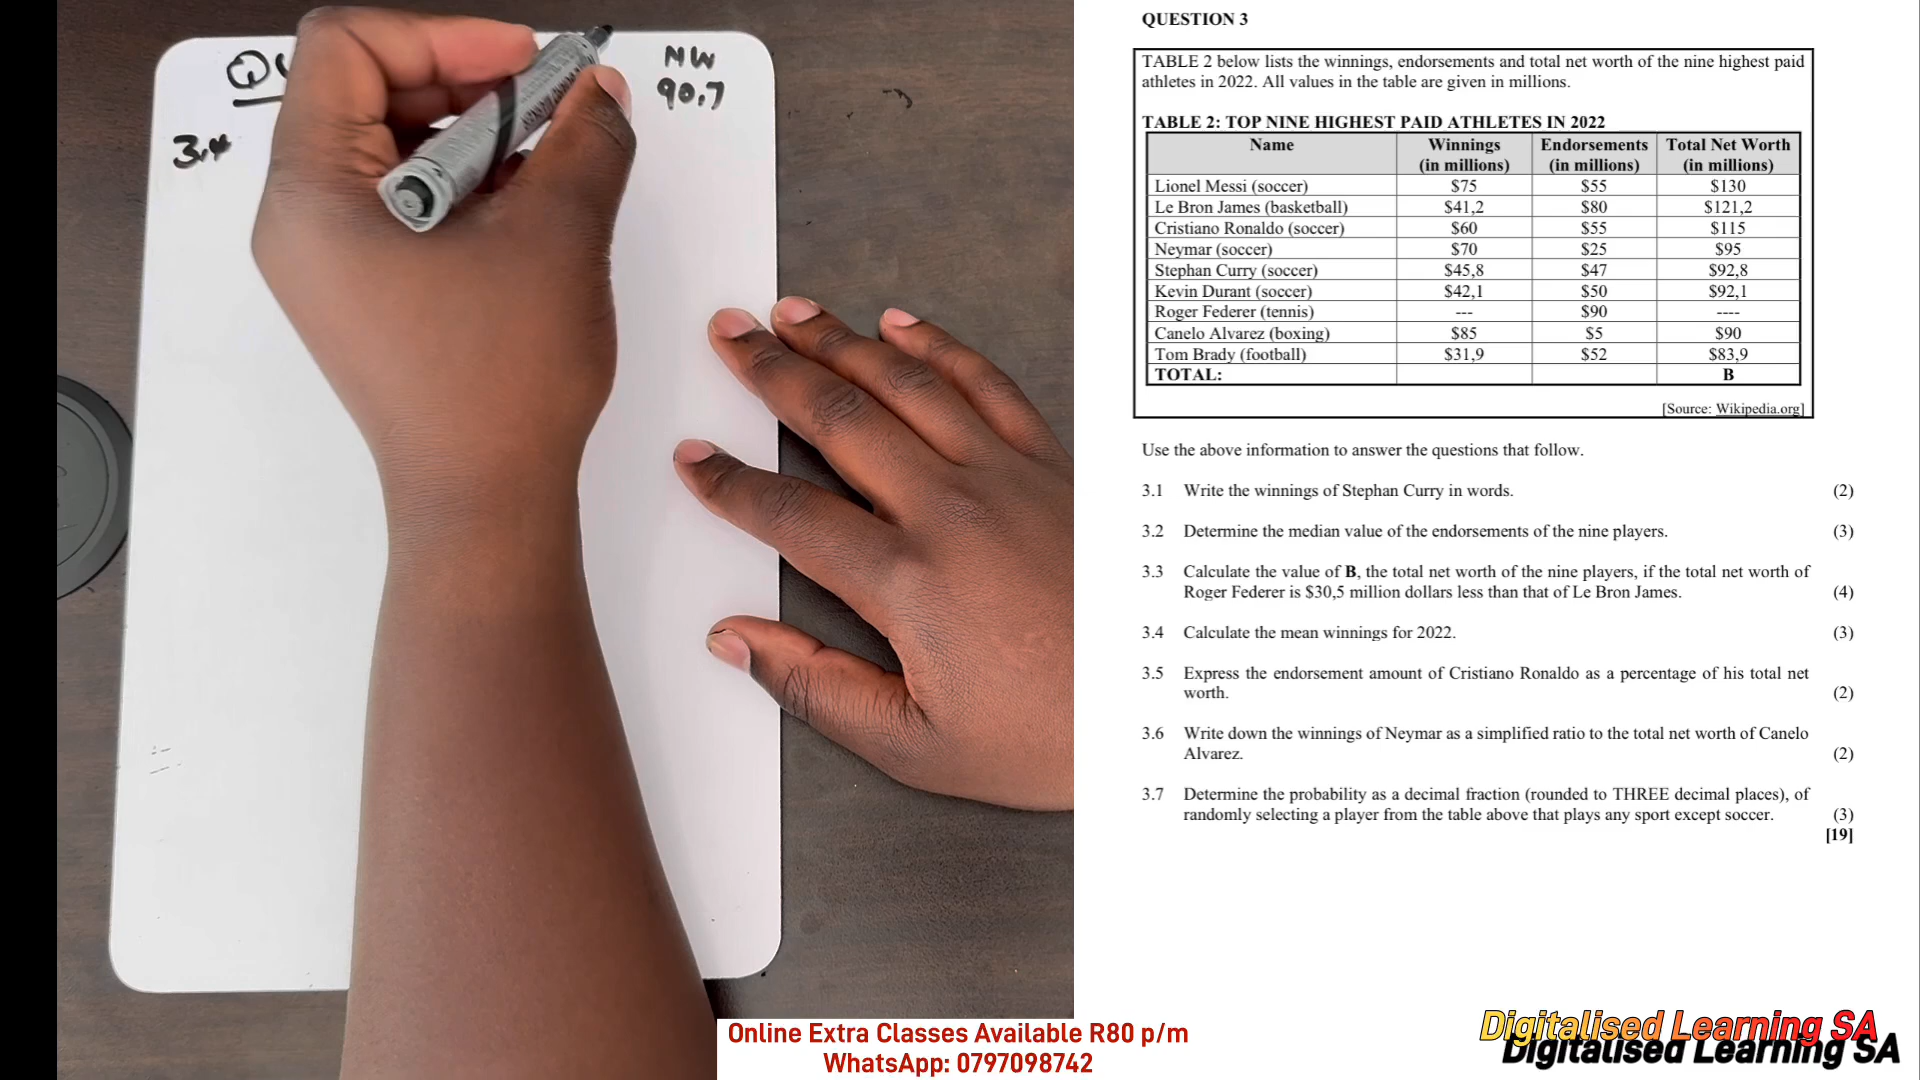 NW
90.7
3.4
QUESTION 3
TABLE 2 below lists the winnings, endorsements and total net worth of the nine highest paid
athletes in 2022. All values in the table are given in millions.
TABLE 2: TOP NINE HIGHEST PAID ATHLETES IN 2022
Name Winnings (in millions) Endorsements (in millions) Total Net Worth (in millions)
Lionel Messi (soccer) $75 $55 $130
Le Bron James (basketball) $41,2 $80 $121,2
Cristiano Ronaldo (soccer) $60 $55 $115
Neymar (soccer) $70 $25 $95
Stephan Curry (soccer) $45,8 $47 $92,8
Kevin Durant (soccer) $42,1 $50 $92,1
Roger Federer (tennis) --- $90 ----
Canelo Alvarez (boxing) $85 $5 $90
Tom Brady (football) $31,9 $52 $83,9
TOTAL: B
[Source: Wikipedia.org]
Use the above information to answer the questions that follow.
3.1 Write the winnings of Stephan Curry in words. (2)
3.2 Determine the median value of the endorsements of the nine players. (3)
3.3 Calculate the value of B, the total net worth of the nine players, if the total net worth of
Roger Federer is $30,5 million dollars less than that of Le Bron James. (4)
3.4 Calculate the mean winnings for 2022. (3)
3.5 Express the endorsement amount of Cristiano Ronaldo as a percentage of his total net
worth. (2)
3.6 Write down the winnings of Neymar as a simplified ratio to the total net worth of Canelo
Alvarez. (2)
3.7 Determine the probability as a decimal fraction (rounded to THREE decimal places), of
randomly selecting a player from the table above that plays any sport except soccer. (3)
[19]
Online Extra Classes Available R80 p/m
WhatsApp: 0797098742
Digitalised Learning SA
Digitalised Learning SA